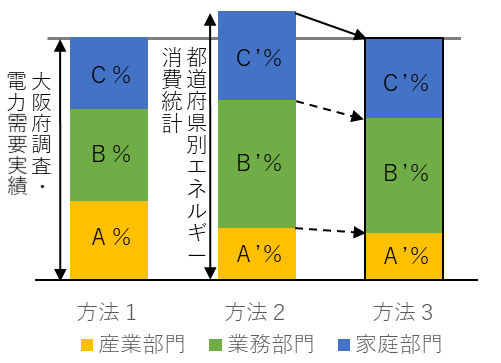 大阪府調査・
電力需要実績
都道府県別エネルギー
消費統計
C%
B%
A%
C’%
B’%
A’%
C’%
B’%
A’%
方法1
方法2
方法3
産業部門 業務部門 家庭部門